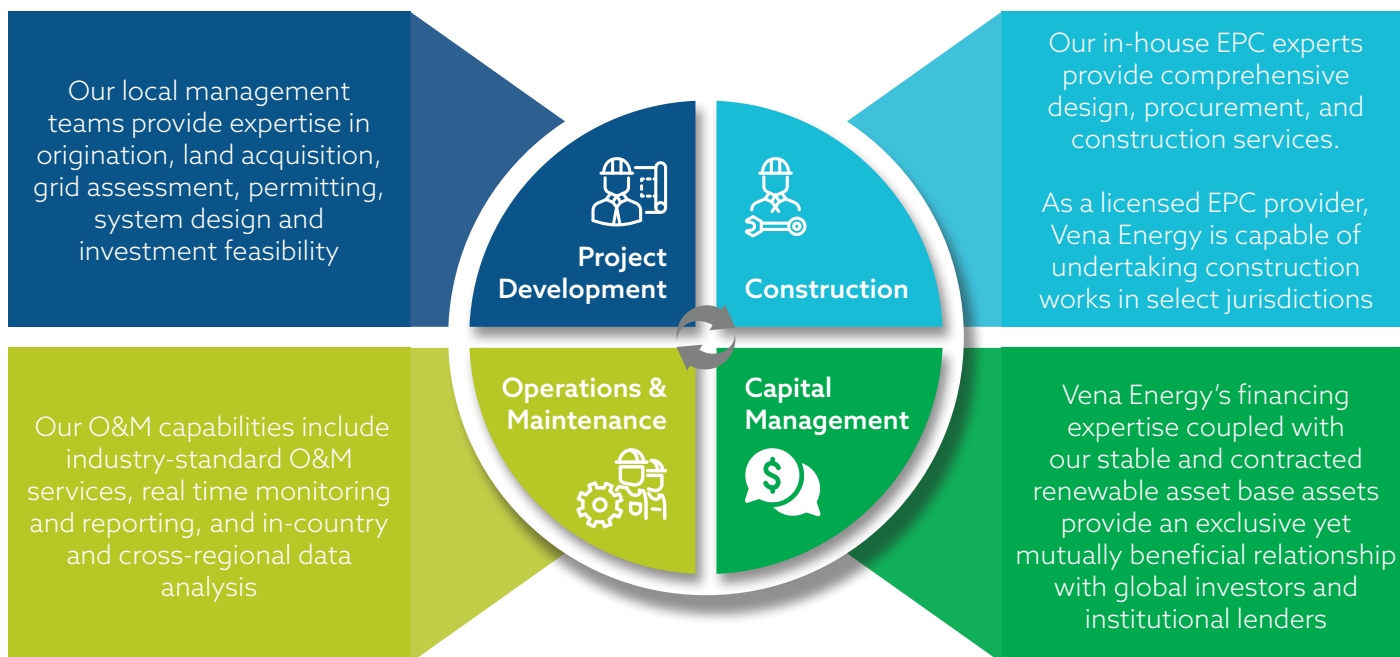 Our local management
teams provide expertise in
origination, land acquisition,
grid assessment, permitting,
system design and
investment feasibility
Project
Development
Our in-house EPC experts
provide comprehensive
design, procurement, and
construction services.
As a licensed EPC provider,
Vena Energy is capable of
undertaking construction
works in select jurisdictions
Construction
Our O&M capabilities include
industry-standard O&M
services, real time monitoring
and reporting, and in-country
and cross-regional data
analysis
Operations &
Maintenance
Capital
Management
$
Vena Energy’s financing
expertise coupled with
our stable and contracted
renewable asset base assets
provide an exclusive yet
mutually beneficial relationship
with global investors and
institutional lenders